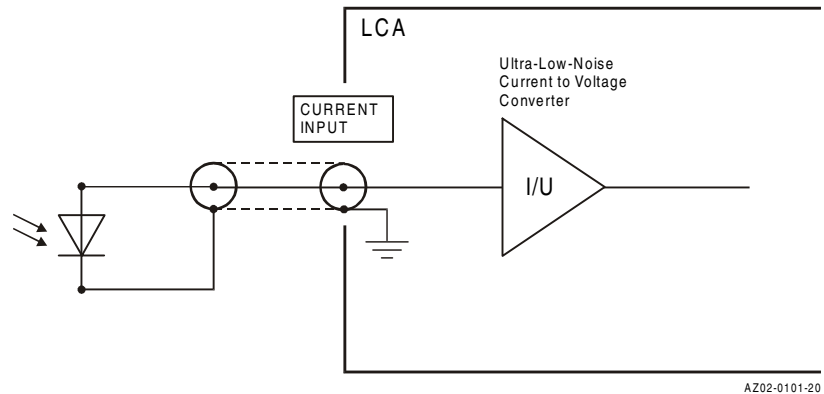 LCA
Ultra-Low-Noise
Current to Voltage
Converter
CURRENT
INPUT
I/U
AZ02-0101-20